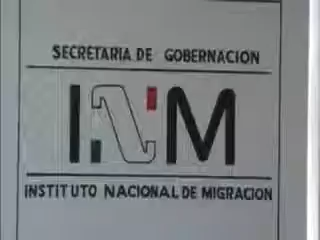 SECRETARIA DE GOBERNACION
INM
INSTITUTO NACIONAL DE MIGRACION